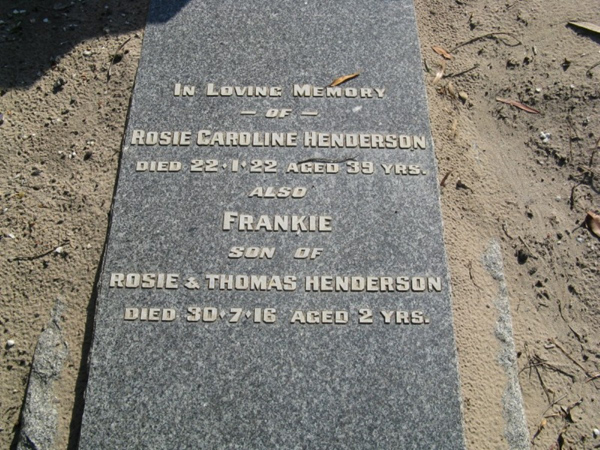 IN LOVING MEMORY
— OF —
ROSIE CAROLINE HENDERSON
DIED 22·1·22 AGED 39 YRS.
ALSO
FRANKIE
SON OF
ROSIE & THOMAS HENDERSON
DIED 30·7·16 AGED 2 YRS.